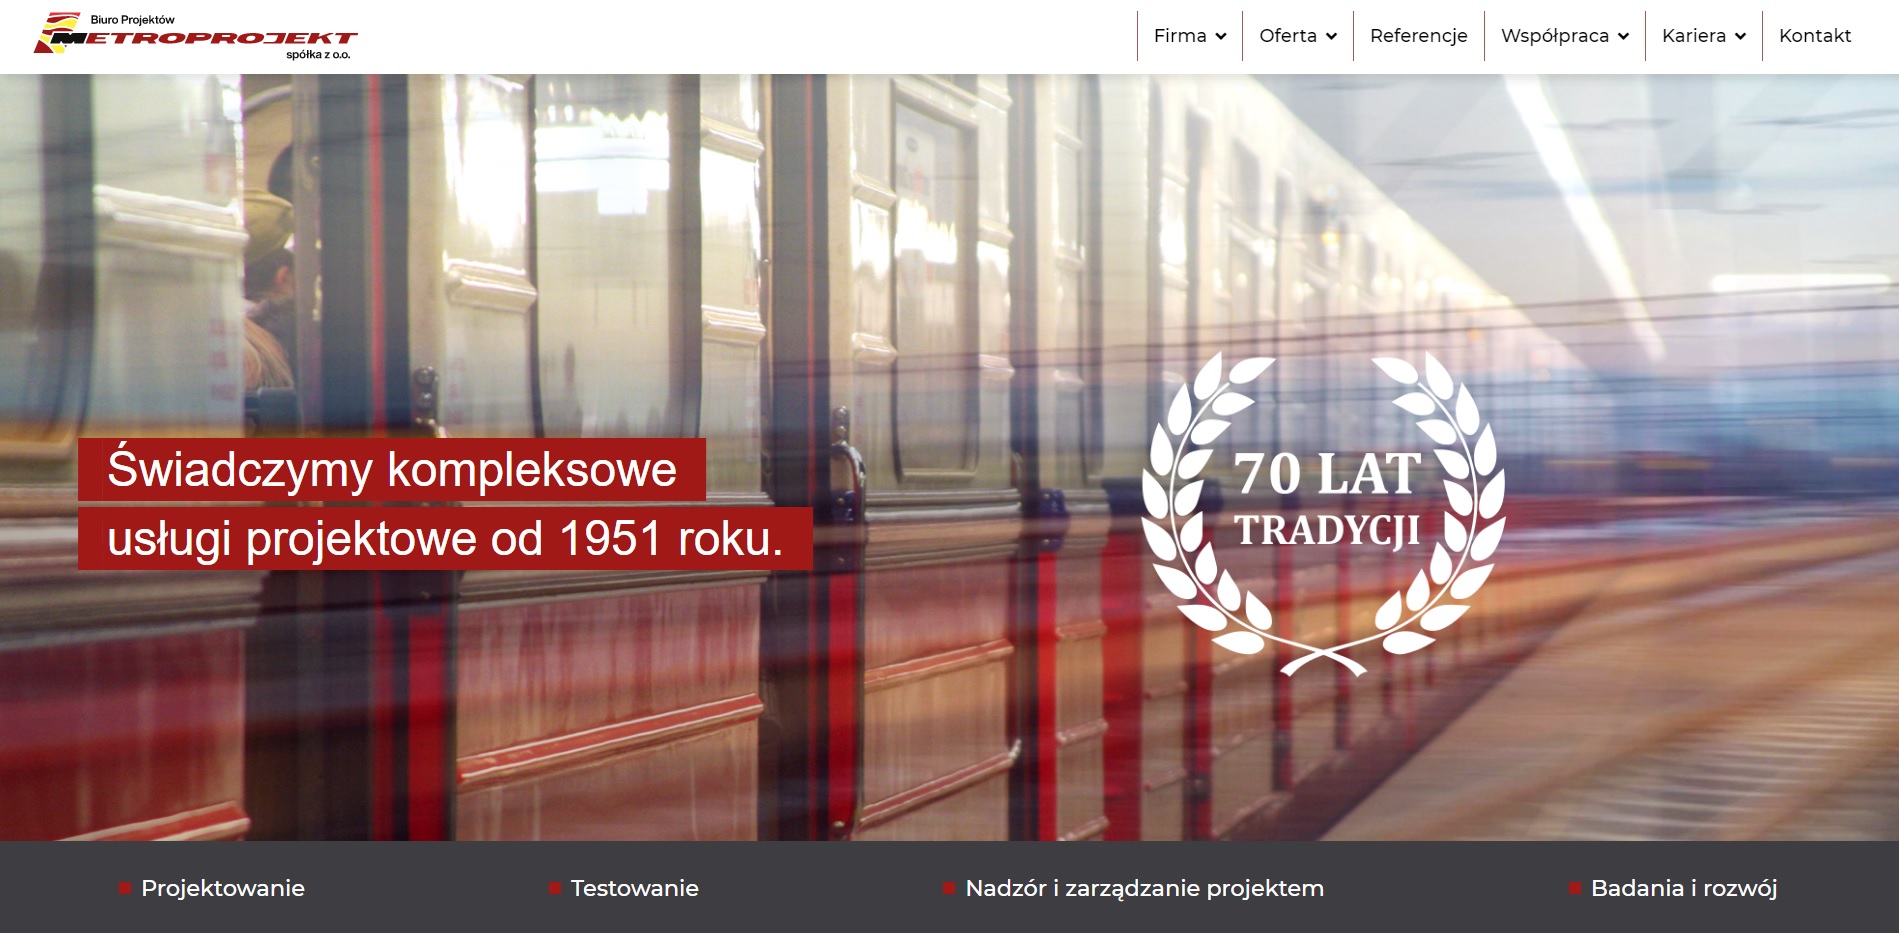 Biuro Projektów
METROPROJEKT
spółka z o.o.
Firma
Oferta
Referencje
Współpraca
Kariera
Kontakt
Świadczymy kompleksowe
usługi projektowe od 1951 roku.
70 LAT
TRADYCJI
Projektowanie
Testowanie
Nadzór i zarządzanie projektem
Badania i rozwój